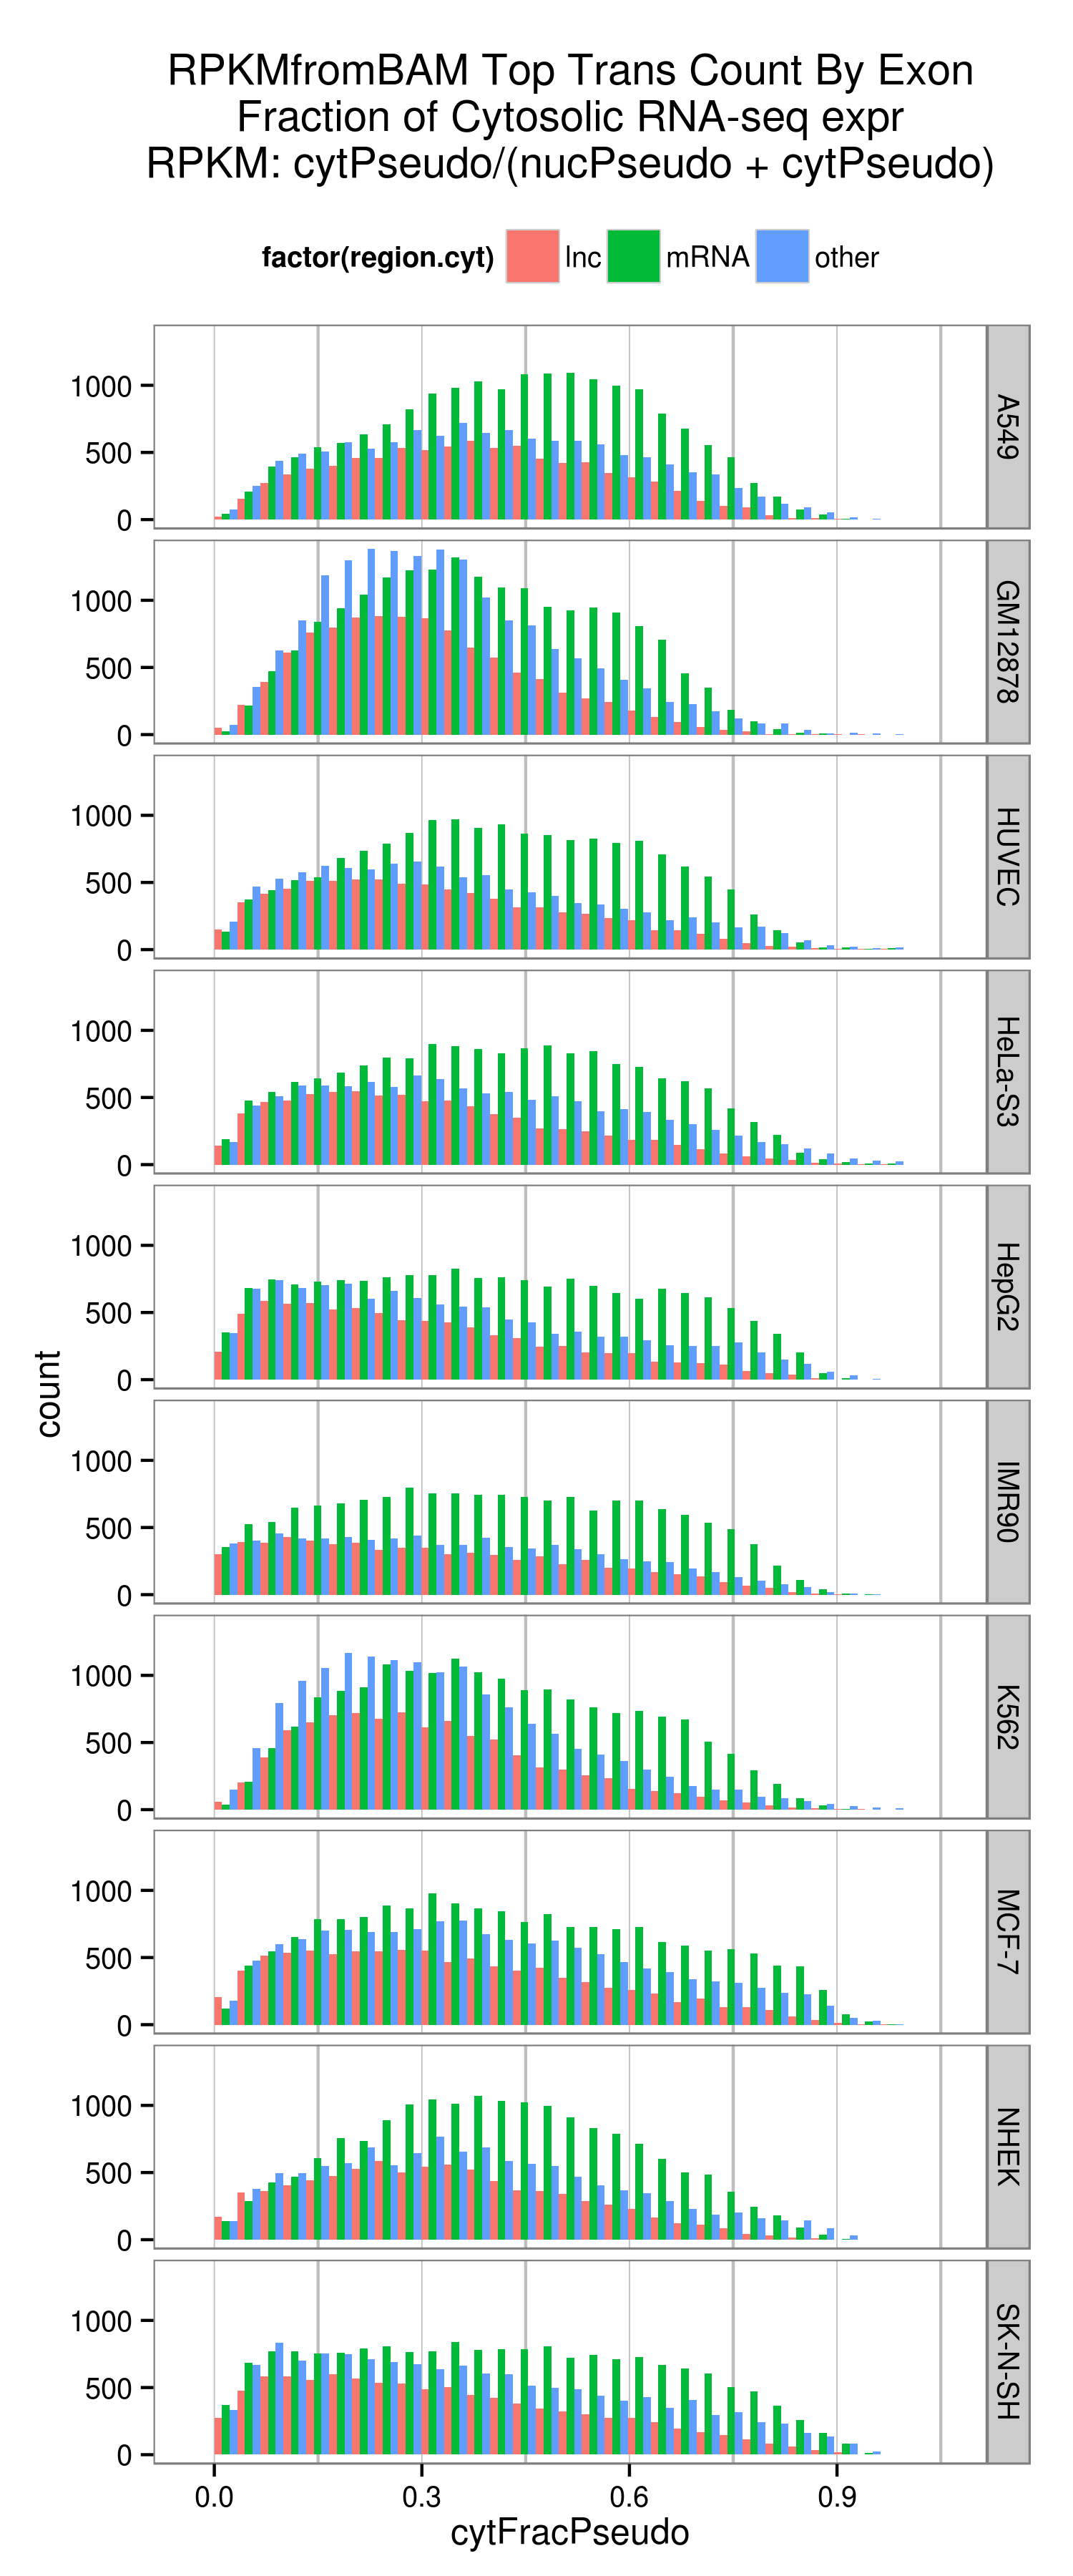 RPKMfromBAM Top Trans Count By Exon
Fraction of Cytosolic RNA-seq expr
RPKM: cytPseudo/(nucPseudo + cytPseudo)
factor(region.cyt) lnc mRNA other
1000
500
0
A549
1000
500
0
GM12878
1000
500
0
HUVEC
1000
500
0
HeLa-S3
1000
500
0
HepG2
count
1000
500
0
IMR90
1000
500
0
K562
1000
500
0
MCF-7
1000
500
0
NHEK
1000
500
0
SK-N-SH
0.0 0.3 0.6 0.9
cytFracPseudo